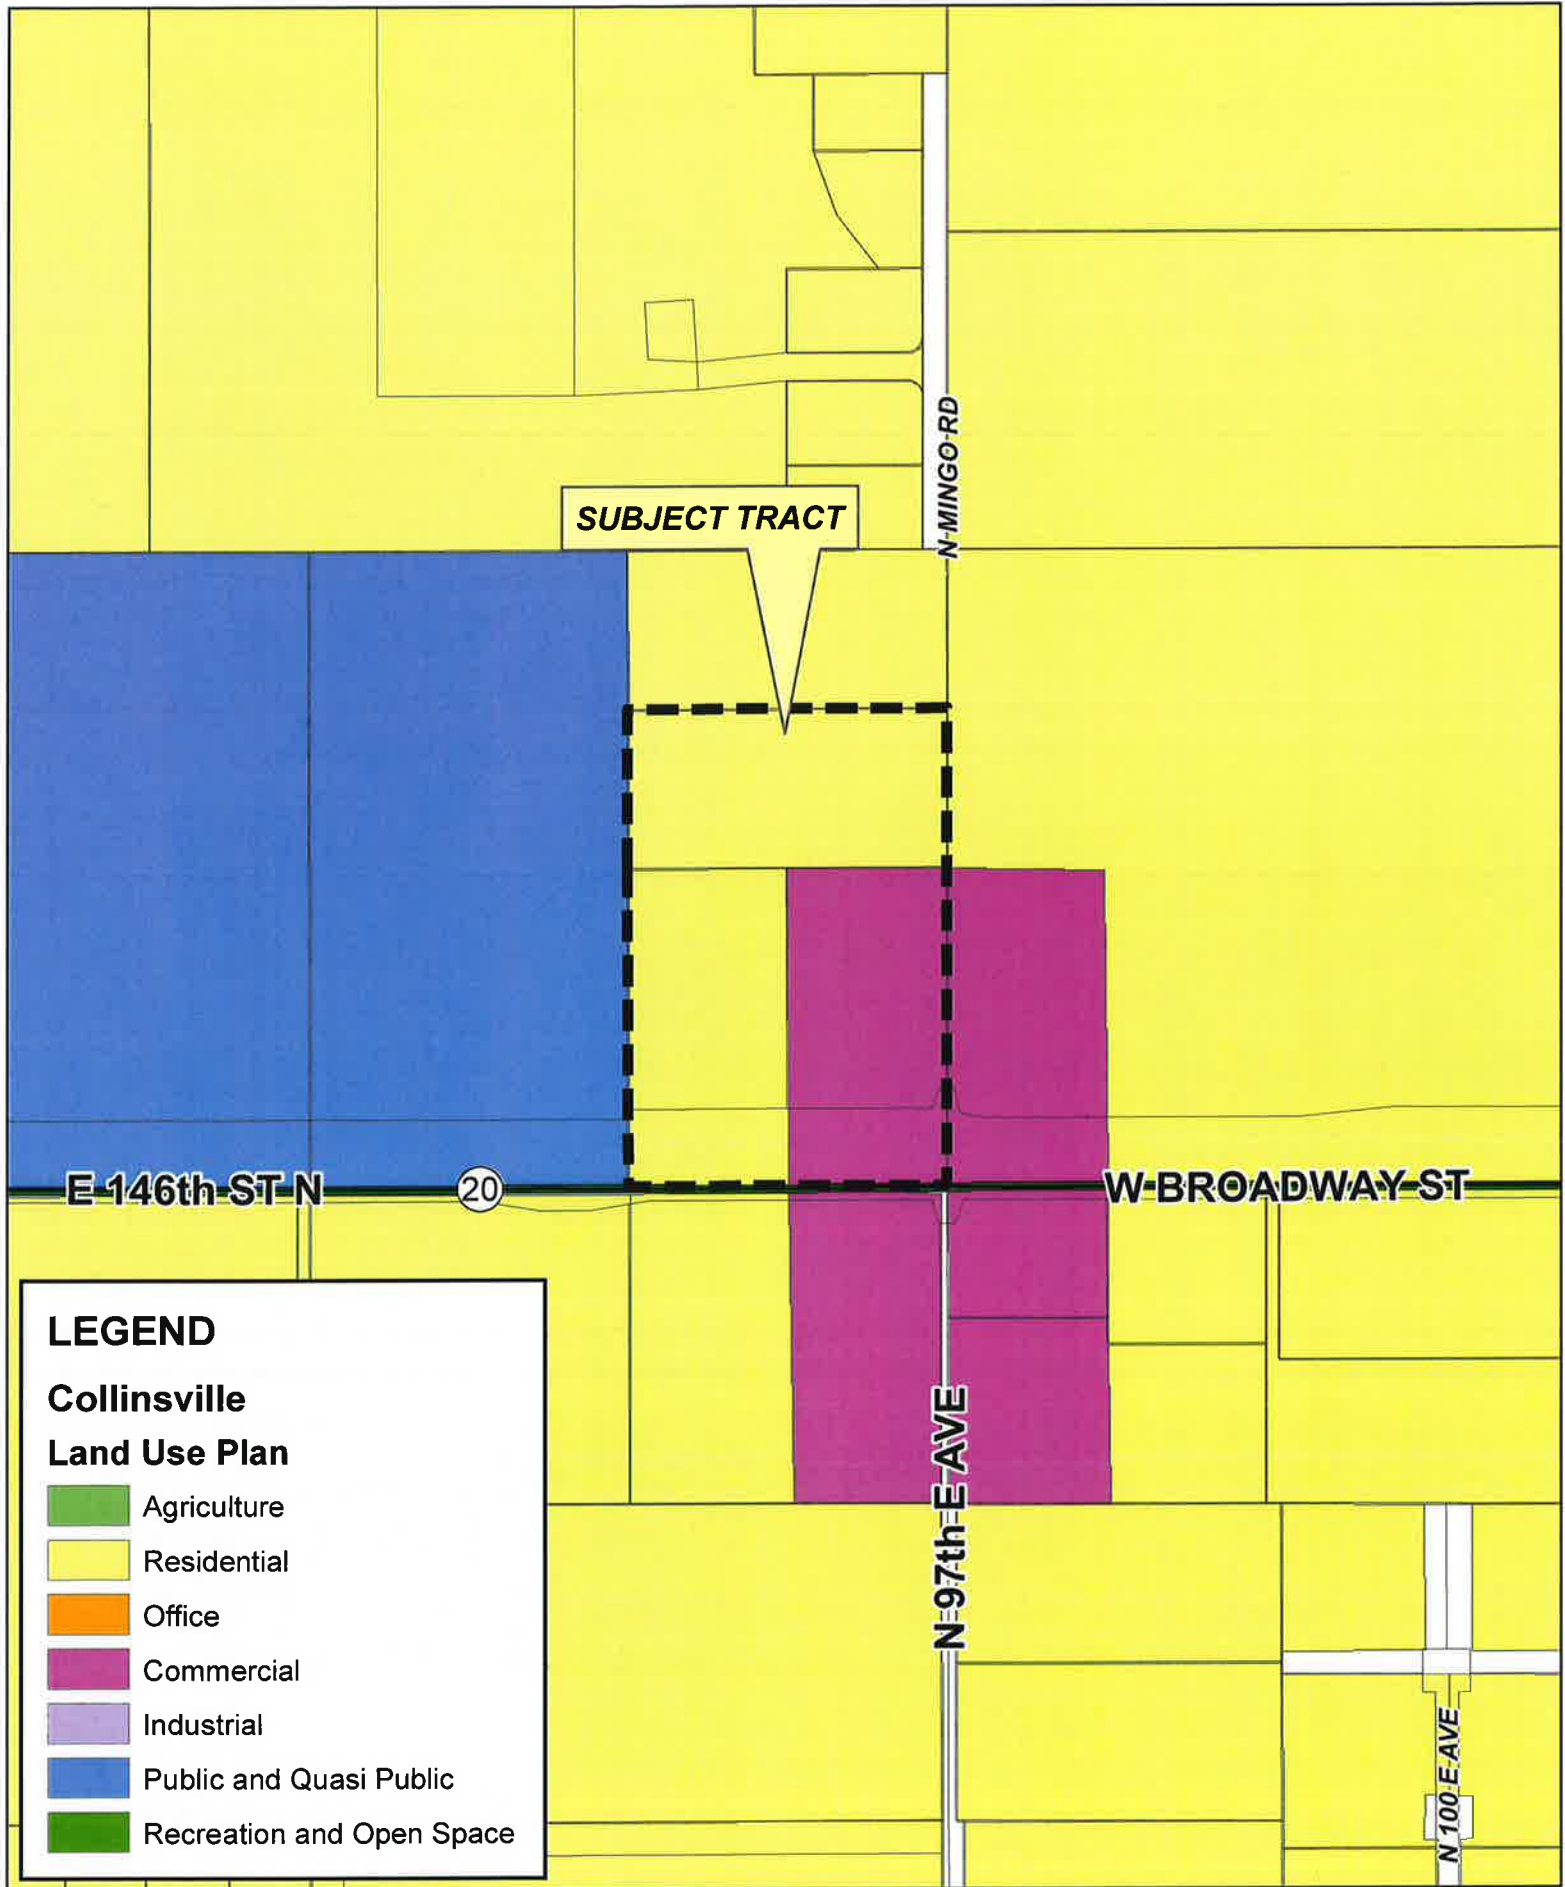 N MINGO RD
SUBJECT TRACT
E 146th ST N
20
W BROADWAY ST
LEGEND
Collinsville
Land Use Plan
Agriculture
Residential
Office
Commercial
Industrial
Public and Quasi Public
Recreation and Open Space
N 97th E AVE
N 100 E AVE